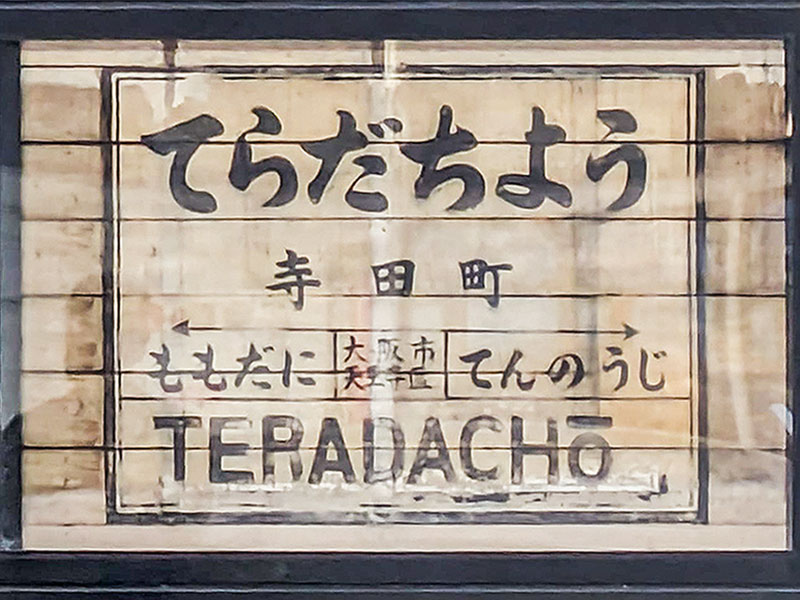 てらだちよう
寺田町
ももだに
大阪市
天王寺区
てんのうじ
TERADACHō